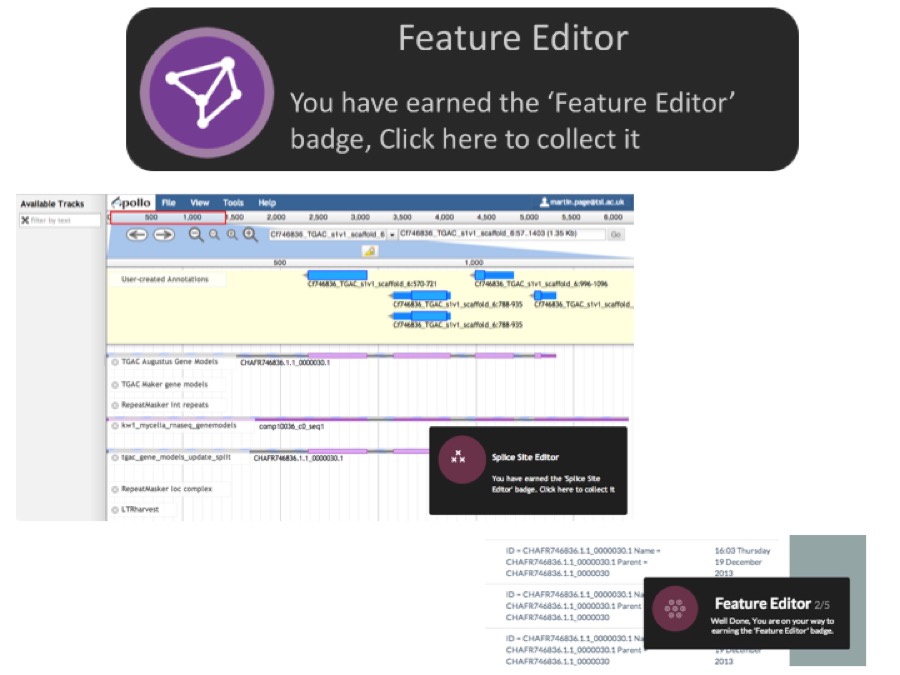 Feature Editor
You have earned the ‘Feature Editor’
badge, Click here to collect it
Available Tracks
filter by text
Apollo File View Tools Help martin.page@tsl.ac.uk
0 500 1,000 1,500 2,000 2,500 3,000 3,500 4,000 4,500 5,000 5,500 6,000
Cf746836_TGAC_s1v1_scaffold_6 Cf746836_TGAC_s1v1_scaffold_6:57..1403 (1.35 Kb) Go
500 1,000
User-created Annotations
Cf746836_TGAC_s1v1_scaffold_6:570-721 Cf746836_TGAC_s1v1_scaffold_6:996-1096
Cf746836_TGAC_s1v1_scaffold_6:788-935 Cf746836_TGAC_s1v1_scaffold_
Cf746836_TGAC_s1v1_scaffold_6:788-935
TGAC Augustus Gene Models CHAFR746836.1.1_0000030.1
TGAC Maker gene models
RepeatMasker Int repeats
kw1_mycelia_rnaseq_genemodels comp10036_c0_seq1
tgac_gene_models_update_split CHAFR746836.1.1_0000030.1
RepeatMasker loc complex
LTRharvest
Splice Site Editor
You have earned the 'Splice Site
Editor' badge. Click here to collect it
ID = CHAFR746836.1.1_0000030.1 Name = 16:03 Thursday
CHAFR746836.1.1_0000030.1 Parent = 19 December
CHAFR746836.1.1_0000030 2013
ID = CHAFR746836.1.1_0000030.1 Na
CHAFR746836.1.1_0000030.1 Parent
CHAFR746836.1.1_0000030
ID = CHAFR746836.1.1_0000030.1 Na
CHAFR746836.1.1_0000030.1 Parent = 19 December
CHAFR746836.1.1_0000030 2013
Feature Editor 2/5
Well Done, You are on your way to
earning the 'Feature Editor' badge.